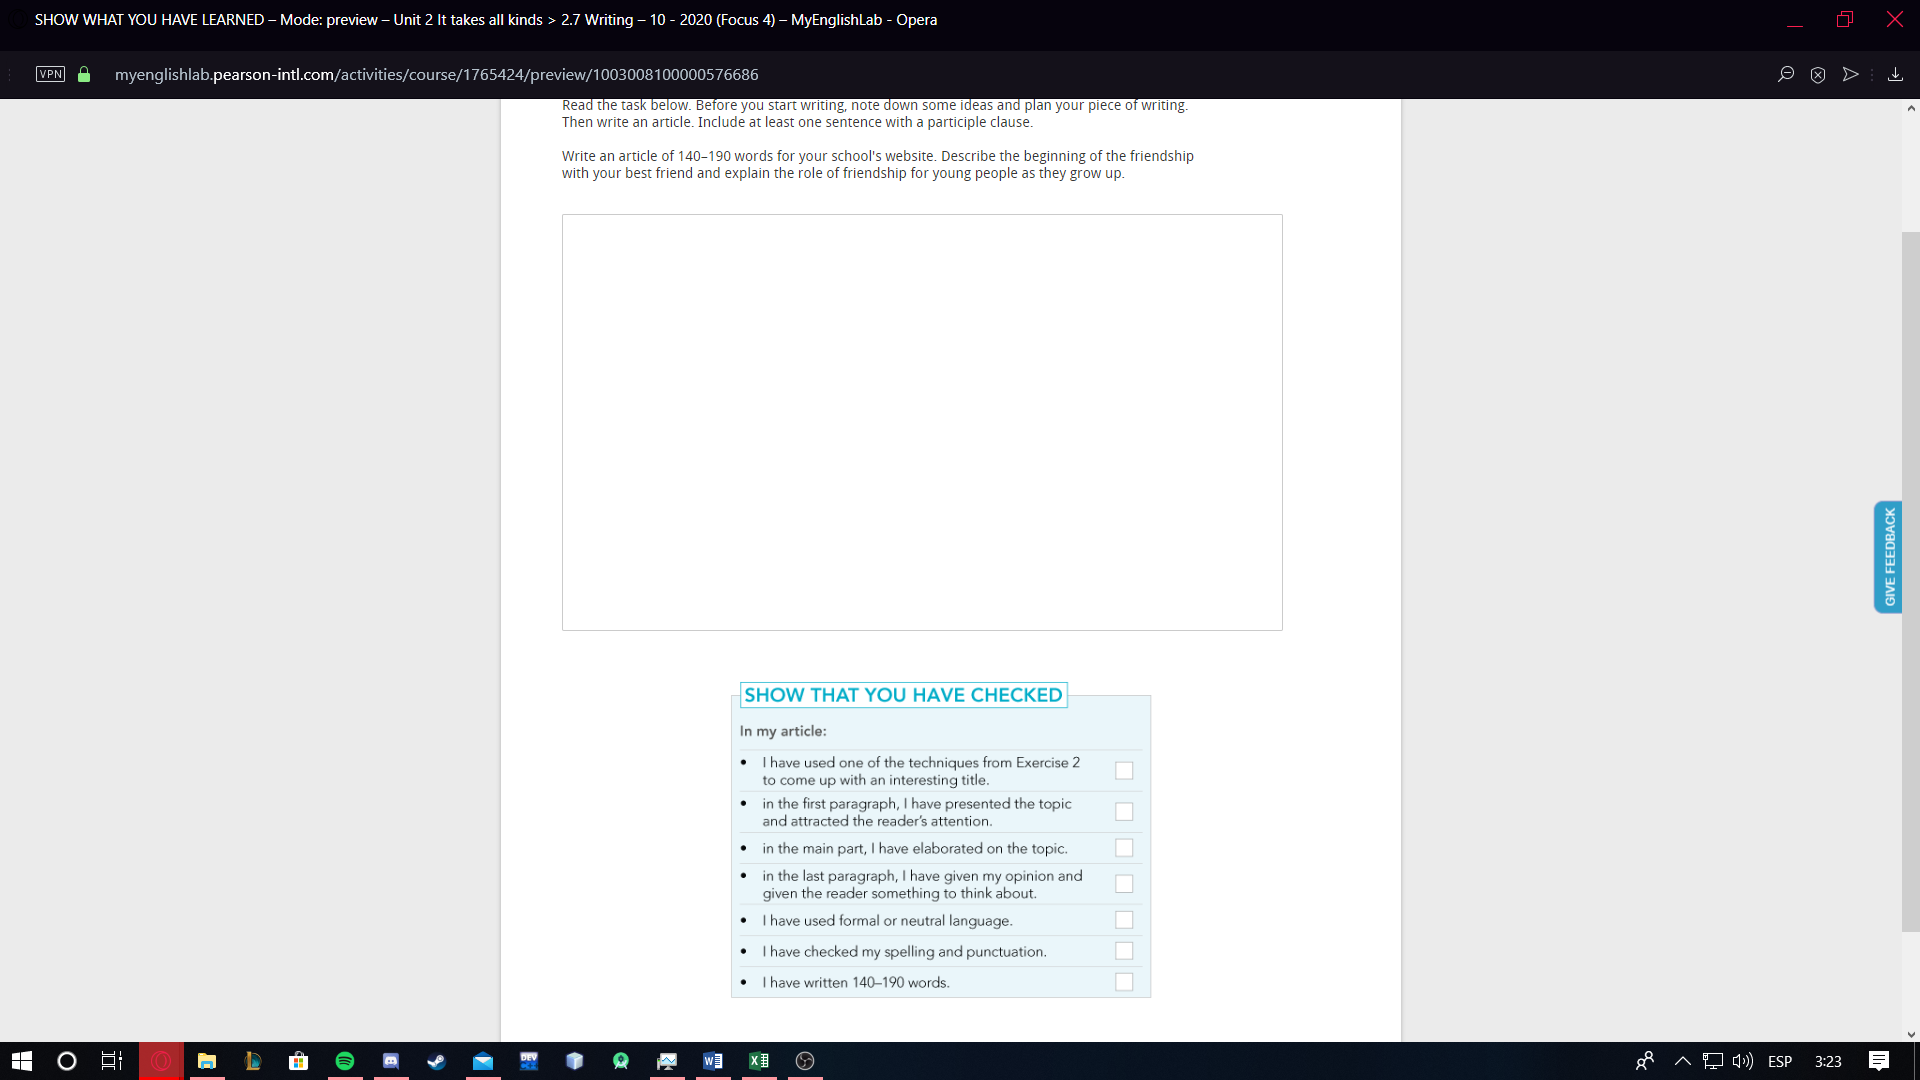 SHOW WHAT YOU HAVE LEARNED – Mode: preview – Unit 2 It takes all kinds > 2.7 Writing – 10 - 2020 (Focus 4) – MyEnglishLab - Opera
VPN
myenglishlab.pearson-intl.com/activities/course/1765424/preview/1003008100000576686
Read the task below. Before you start writing, note down some ideas and plan your piece of writing.
Then write an article. Include at least one sentence with a participle clause.
Write an article of 140–190 words for your school's website. Describe the beginning of the friendship
with your best friend and explain the role of friendship for young people as they grow up.
GIVE FEEDBACK
SHOW THAT YOU HAVE CHECKED
In my article:
• I have used one of the techniques from Exercise 2
to come up with an interesting title.
• in the first paragraph, I have presented the topic
and attracted the reader's attention.
• in the main part, I have elaborated on the topic.
• in the last paragraph, I have given my opinion and
given the reader something to think about.
• I have used formal or neutral language.
• I have checked my spelling and punctuation.
• I have written 140–190 words.
DEV
ESP
3:23